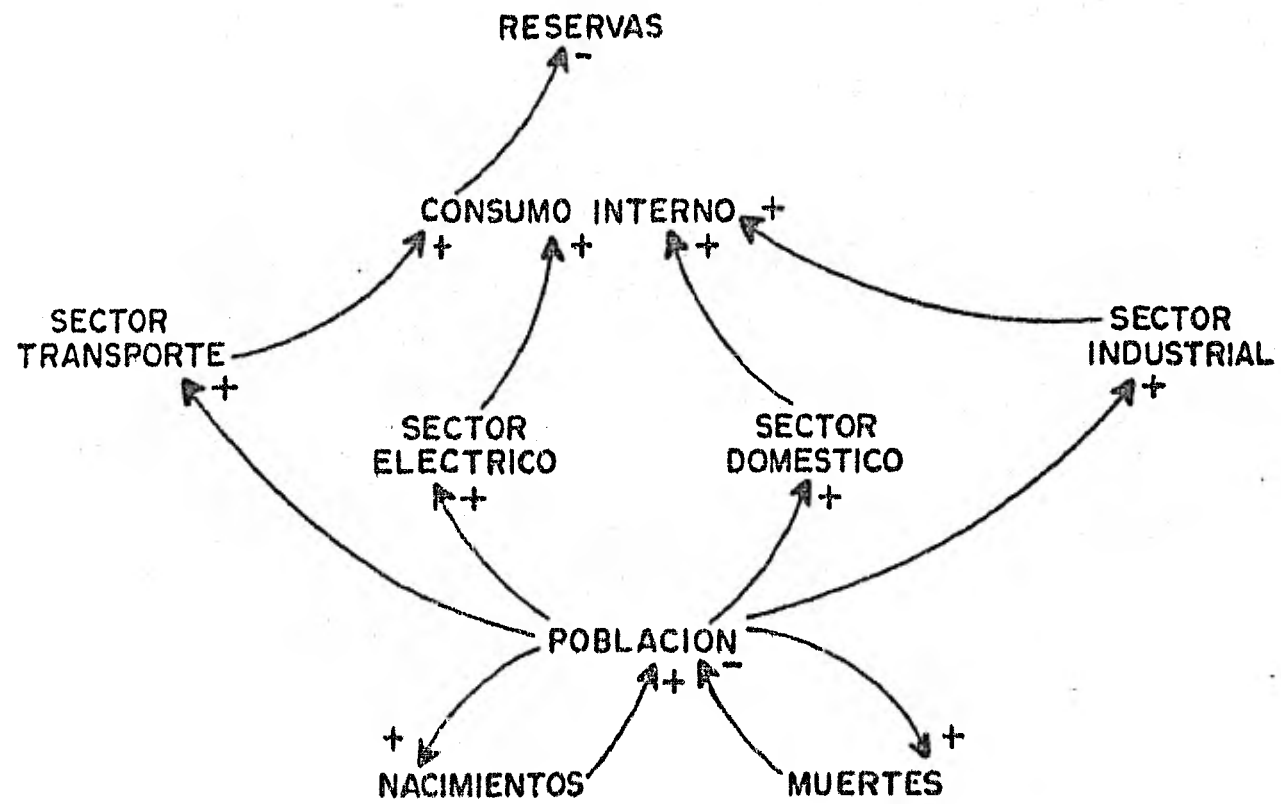 RESERVAS
-
CONSUMO INTERNO +
+ + +
SECTOR
TRANSPORTE
+
SECTOR
INDUSTRIAL
+
SECTOR
ELECTRICO
+
SECTOR
DOMESTICO
+
POBLACION
+ -
+
NACIMIENTOS
+
MUERTES